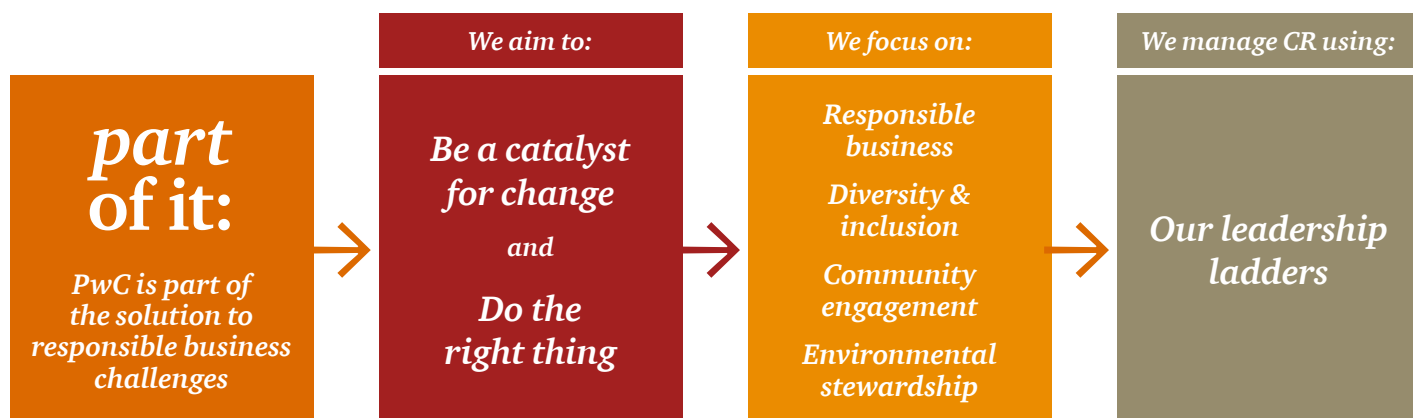 part
of it:
PwC is part of
the solution to
responsible business
challenges
We aim to:
Be a catalyst
for change
and
Do the
right thing
We focus on:
Responsible
business
Diversity &
inclusion
Community
engagement
Environmental
stewardship
We manage CR using:
Our leadership
ladders